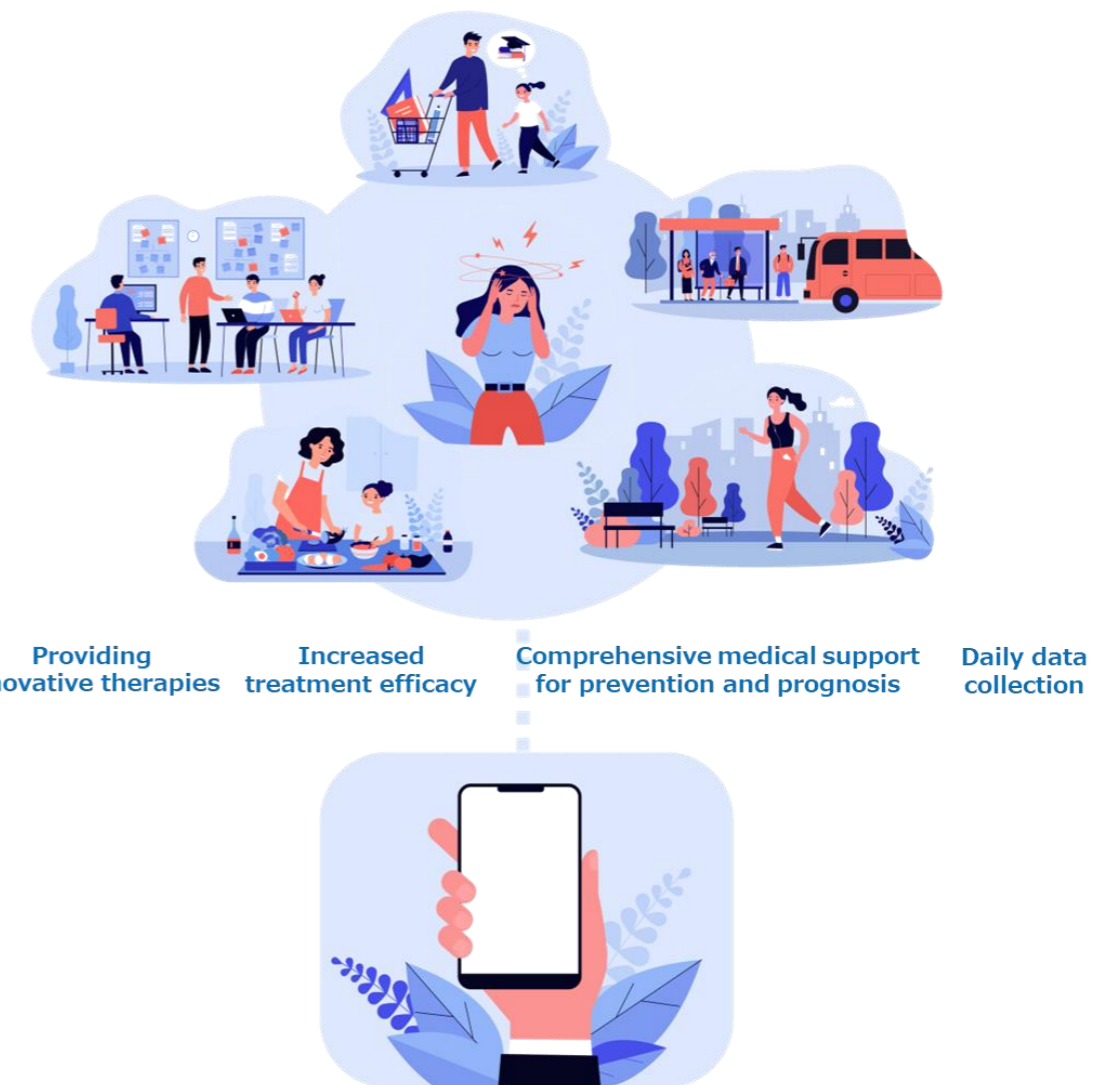 Providing
novative therapies
Increased
treatment efficacy
Comprehensive medical support
for prevention and prognosis
Daily data
collection